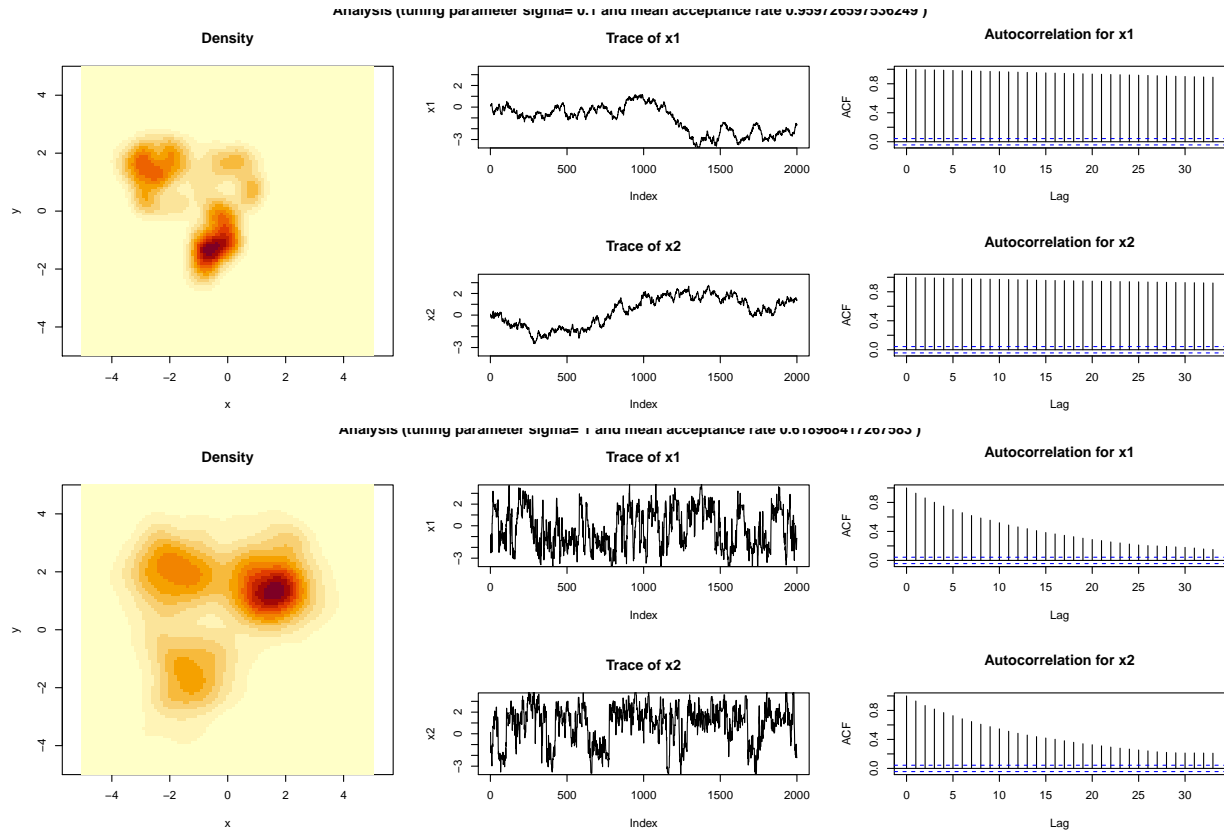 Analysis (tuning parameter sigma= 0.1 and mean acceptance rate 0.959726597536249 )
Density
Trace of x1
Autocorrelation for x1
y
−4 −2 0 2 4
x1
−3 0 2
0 500 1000 1500 2000
Index
ACF
0.0 0.4 0.8
0 5 10 15 20 25 30
Lag
Trace of x2
Autocorrelation for x2
x2
−3 0 2
ACF
0.0 0.4 0.8
−4 −2 0 2 4
x
0 500 1000 1500 2000
Index
0 5 10 15 20 25 30
Lag
Analysis (tuning parameter sigma= 1 and mean acceptance rate 0.618968417267583 )
Density
Trace of x1
Autocorrelation for x1
y
−4 −2 0 2 4
x1
−3 0 2
0 500 1000 1500 2000
Index
ACF
0.0 0.4 0.8
0 5 10 15 20 25 30
Lag
Trace of x2
Autocorrelation for x2
x2
−3 0 2
ACF
0.0 0.4 0.8
−4 −2 0 2 4
x
0 500 1000 1500 2000
Index
0 5 10 15 20 25 30
Lag